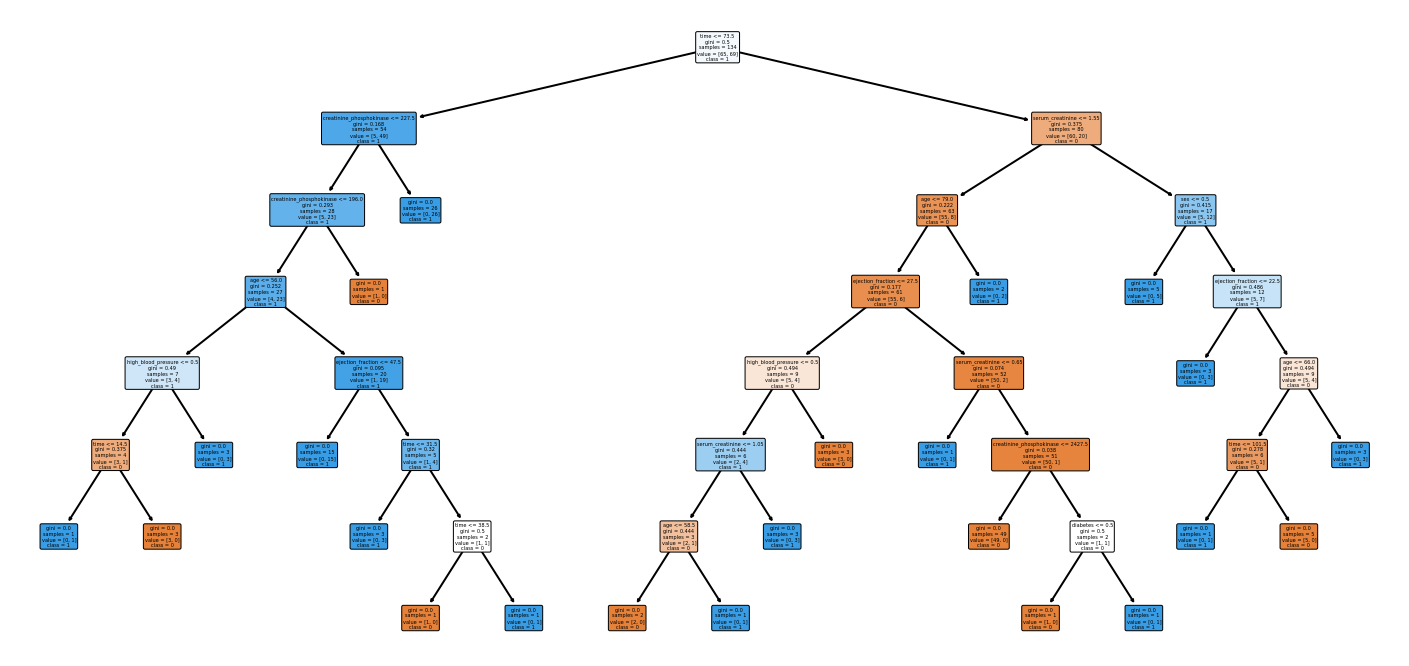 time <= 73.5
gini = 0.5
samples = 134
value = [65, 69]
class = 1
creatinine_phosphokinase <= 227.5
gini = 0.168
samples = 54
value = [5, 49]
class = 1
serum_creatinine <= 1.55
gini = 0.375
samples = 80
value = [60, 20]
class = 0
creatinine_phosphokinase <= 196.0
gini = 0.293
samples = 28
value = [5, 23]
class = 1
gini = 0.0
samples = 26
value = [0, 26]
class = 1
age <= 79.0
gini = 0.222
samples = 63
value = [55, 8]
class = 0
sex <= 0.5
gini = 0.415
samples = 17
value = [5, 12]
class = 1
age <= 56.0
gini = 0.252
samples = 27
value = [4, 23]
class = 1
gini = 0.0
samples = 1
value = [1, 0]
class = 0
ejection_fraction <= 27.5
gini = 0.177
samples = 61
value = [55, 6]
class = 0
gini = 0.0
samples = 2
value = [0, 2]
class = 1
gini = 0.0
samples = 5
value = [0, 5]
class = 1
ejection_fraction <= 22.5
gini = 0.486
samples = 12
value = [5, 7]
class = 1
high_blood_pressure <= 0.5
gini = 0.49
samples = 7
value = [3, 4]
class = 1
ejection_fraction <= 47.5
gini = 0.095
samples = 20
value = [1, 19]
class = 1
high_blood_pressure <= 0.5
gini = 0.494
samples = 9
value = [5, 4]
class = 0
serum_creatinine <= 0.65
gini = 0.074
samples = 52
value = [50, 2]
class = 0
gini = 0.0
samples = 3
value = [0, 3]
class = 1
age <= 66.0
gini = 0.494
samples = 9
value = [5, 4]
class = 0
time <= 14.5
gini = 0.375
samples = 4
value = [3, 1]
class = 0
gini = 0.0
samples = 3
value = [0, 3]
class = 1
gini = 0.0
samples = 15
value = [0, 15]
class = 1
time <= 31.5
gini = 0.32
samples = 5
value = [1, 4]
class = 1
serum_creatinine <= 1.05
gini = 0.444
samples = 6
value = [2, 4]
class = 1
gini = 0.0
samples = 3
value = [3, 0]
class = 0
gini = 0.0
samples = 1
value = [0, 1]
class = 1
creatinine_phosphokinase <= 2427.5
gini = 0.038
samples = 51
value = [50, 1]
class = 0
time <= 101.5
gini = 0.278
samples = 6
value = [5, 1]
class = 0
gini = 0.0
samples = 3
value = [0, 3]
class = 1
gini = 0.0
samples = 1
value = [0, 1]
class = 1
gini = 0.0
samples = 3
value = [3, 0]
class = 0
gini = 0.0
samples = 3
value = [0, 3]
class = 1
time <= 38.5
gini = 0.5
samples = 2
value = [1, 1]
class = 0
age <= 58.5
gini = 0.444
samples = 3
value = [2, 1]
class = 0
gini = 0.0
samples = 3
value = [0, 3]
class = 1
gini = 0.0
samples = 49
value = [49, 0]
class = 0
diabetes <= 0.5
gini = 0.5
samples = 2
value = [1, 1]
class = 0
gini = 0.0
samples = 1
value = [0, 1]
class = 1
gini = 0.0
samples = 5
value = [5, 0]
class = 0
gini = 0.0
samples = 1
value = [1, 0]
class = 0
gini = 0.0
samples = 1
value = [0, 1]
class = 1
gini = 0.0
samples = 2
value = [2, 0]
class = 0
gini = 0.0
samples = 1
value = [0, 1]
class = 1
gini = 0.0
samples = 1
value = [1, 0]
class = 0
gini = 0.0
samples = 1
value = [0, 1]
class = 1